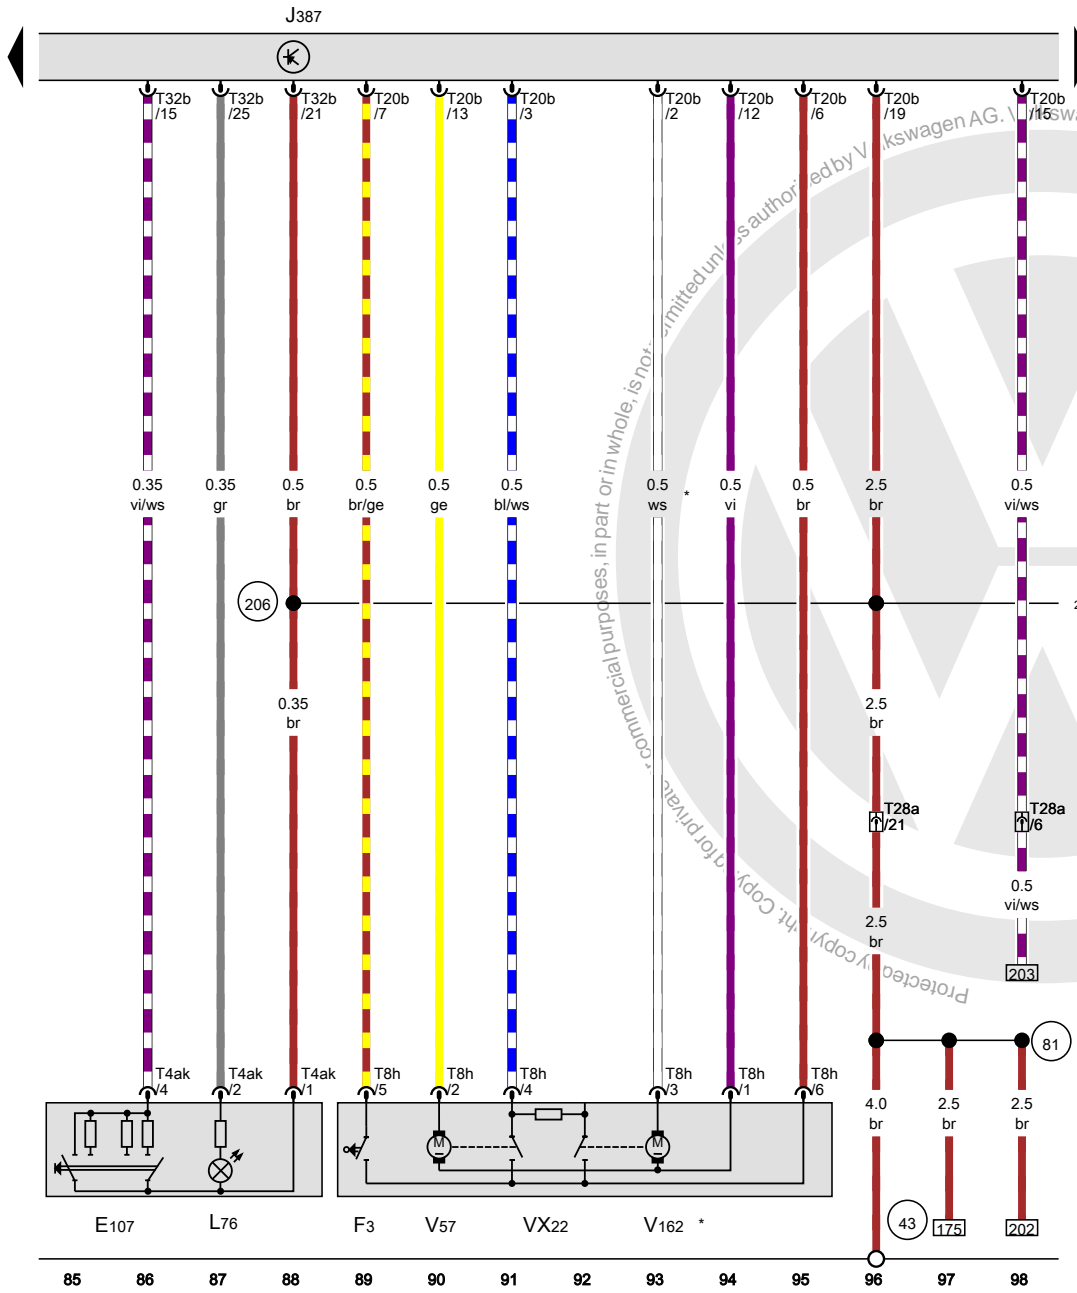 J387
T32b /15
T32b /25
T32b /21
T20b /7
T20b /13
T20b /3
T20b /2
T20b /12
T20b /6
T20b /19
T20b /15
0.35 vi/ws
0.35 gr
0.5 br
0.5 br/ge
0.5 ge
0.5 bl/ws
0.5 ws *
0.5 vi
0.5 br
2.5 br
0.5 vi/ws
206
0.35 br
2.5 br
T28a /21
T28a /6
0.5 vi/ws
2.5 br
203
81
T4ak /4
T4ak /2
T4ak /1
T8h /5
T8h /2
T8h /4
T8h /3
T8h /1
T8h /6
4.0 br
2.5 br
2.5 br
M
M
E107
L76
F3
V57
VX22
V162 *
43
175
202
85 86 87 88 89 90 91 92 93 94 95 96 97 98
Protected by copyright. Copying for private or commercial purposes, in part or in whole, is not permitted unless authorised by Volkswagen AG.